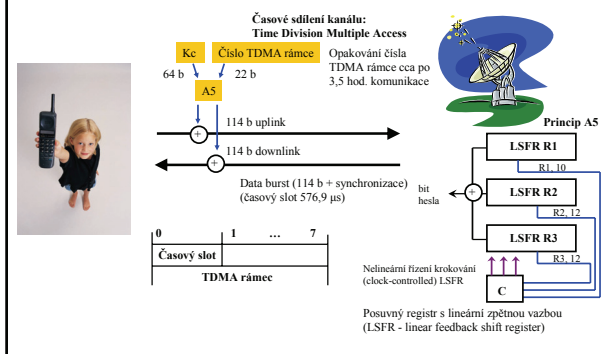 Časové sdílení kanálu:
Time Division Multiple Access
Kc
Číslo TDMA rámce
Opakování čísla
TDMA rámce cca po
3,5 hod. komunikace
64 b
22 b
A5
114 b uplink
114 b downlink
Data burst (114 b + synchronizace)
(časový slot 576,9 µs)
0 1 … 7
Časový slot
TDMA rámec
Princip A5
LSFR R1
R1, 10
LSFR R2
R2, 12
LSFR R3
R3, 12
bit
hesla
Nelineární řízení krokování
(clock-controlled) LSFR
C
Posuvný registr s lineární zpětnou vazbou
(LSFR - linear feedback shift register)